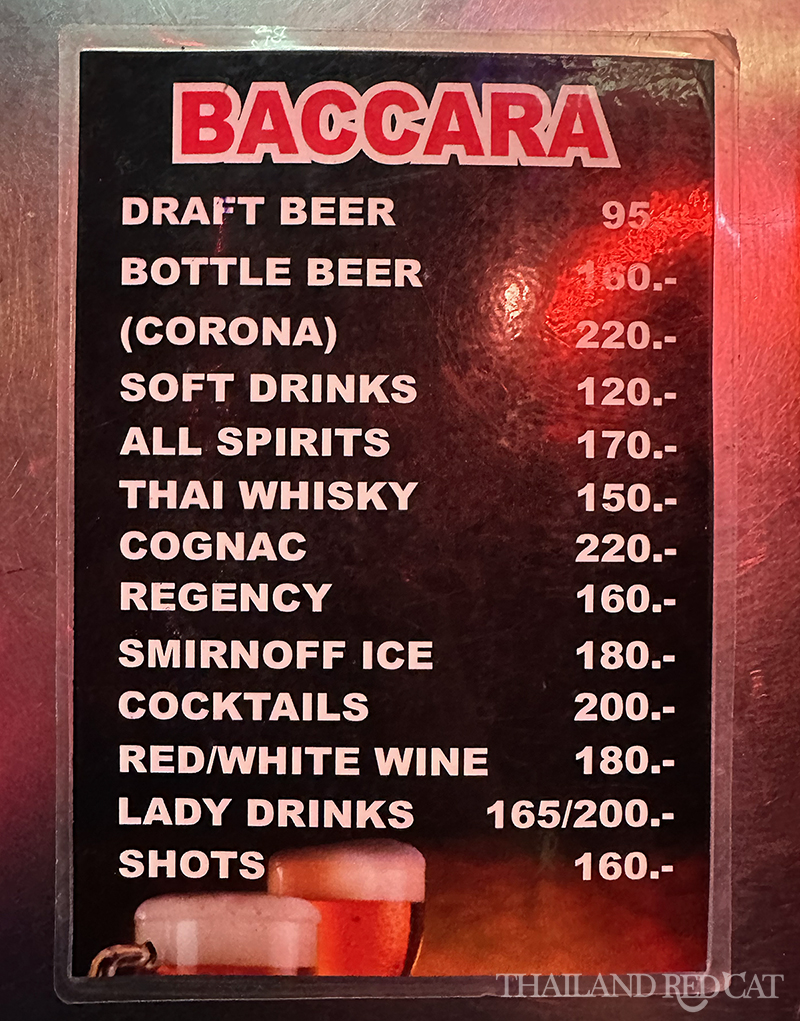 BACCARA
DRAFT BEER 95
BOTTLE BEER 160.-
(CORONA) 220.-
SOFT DRINKS 120.-
ALL SPIRITS 170.-
THAI WHISKY 150.-
COGNAC 220.-
REGENCY 160.-
SMIRNOFF ICE 180.-
COCKTAILS 200.-
RED/WHITE WINE 180.-
LADY DRINKS 165/200.-
SHOTS 160.-
THAILAND REDCAT